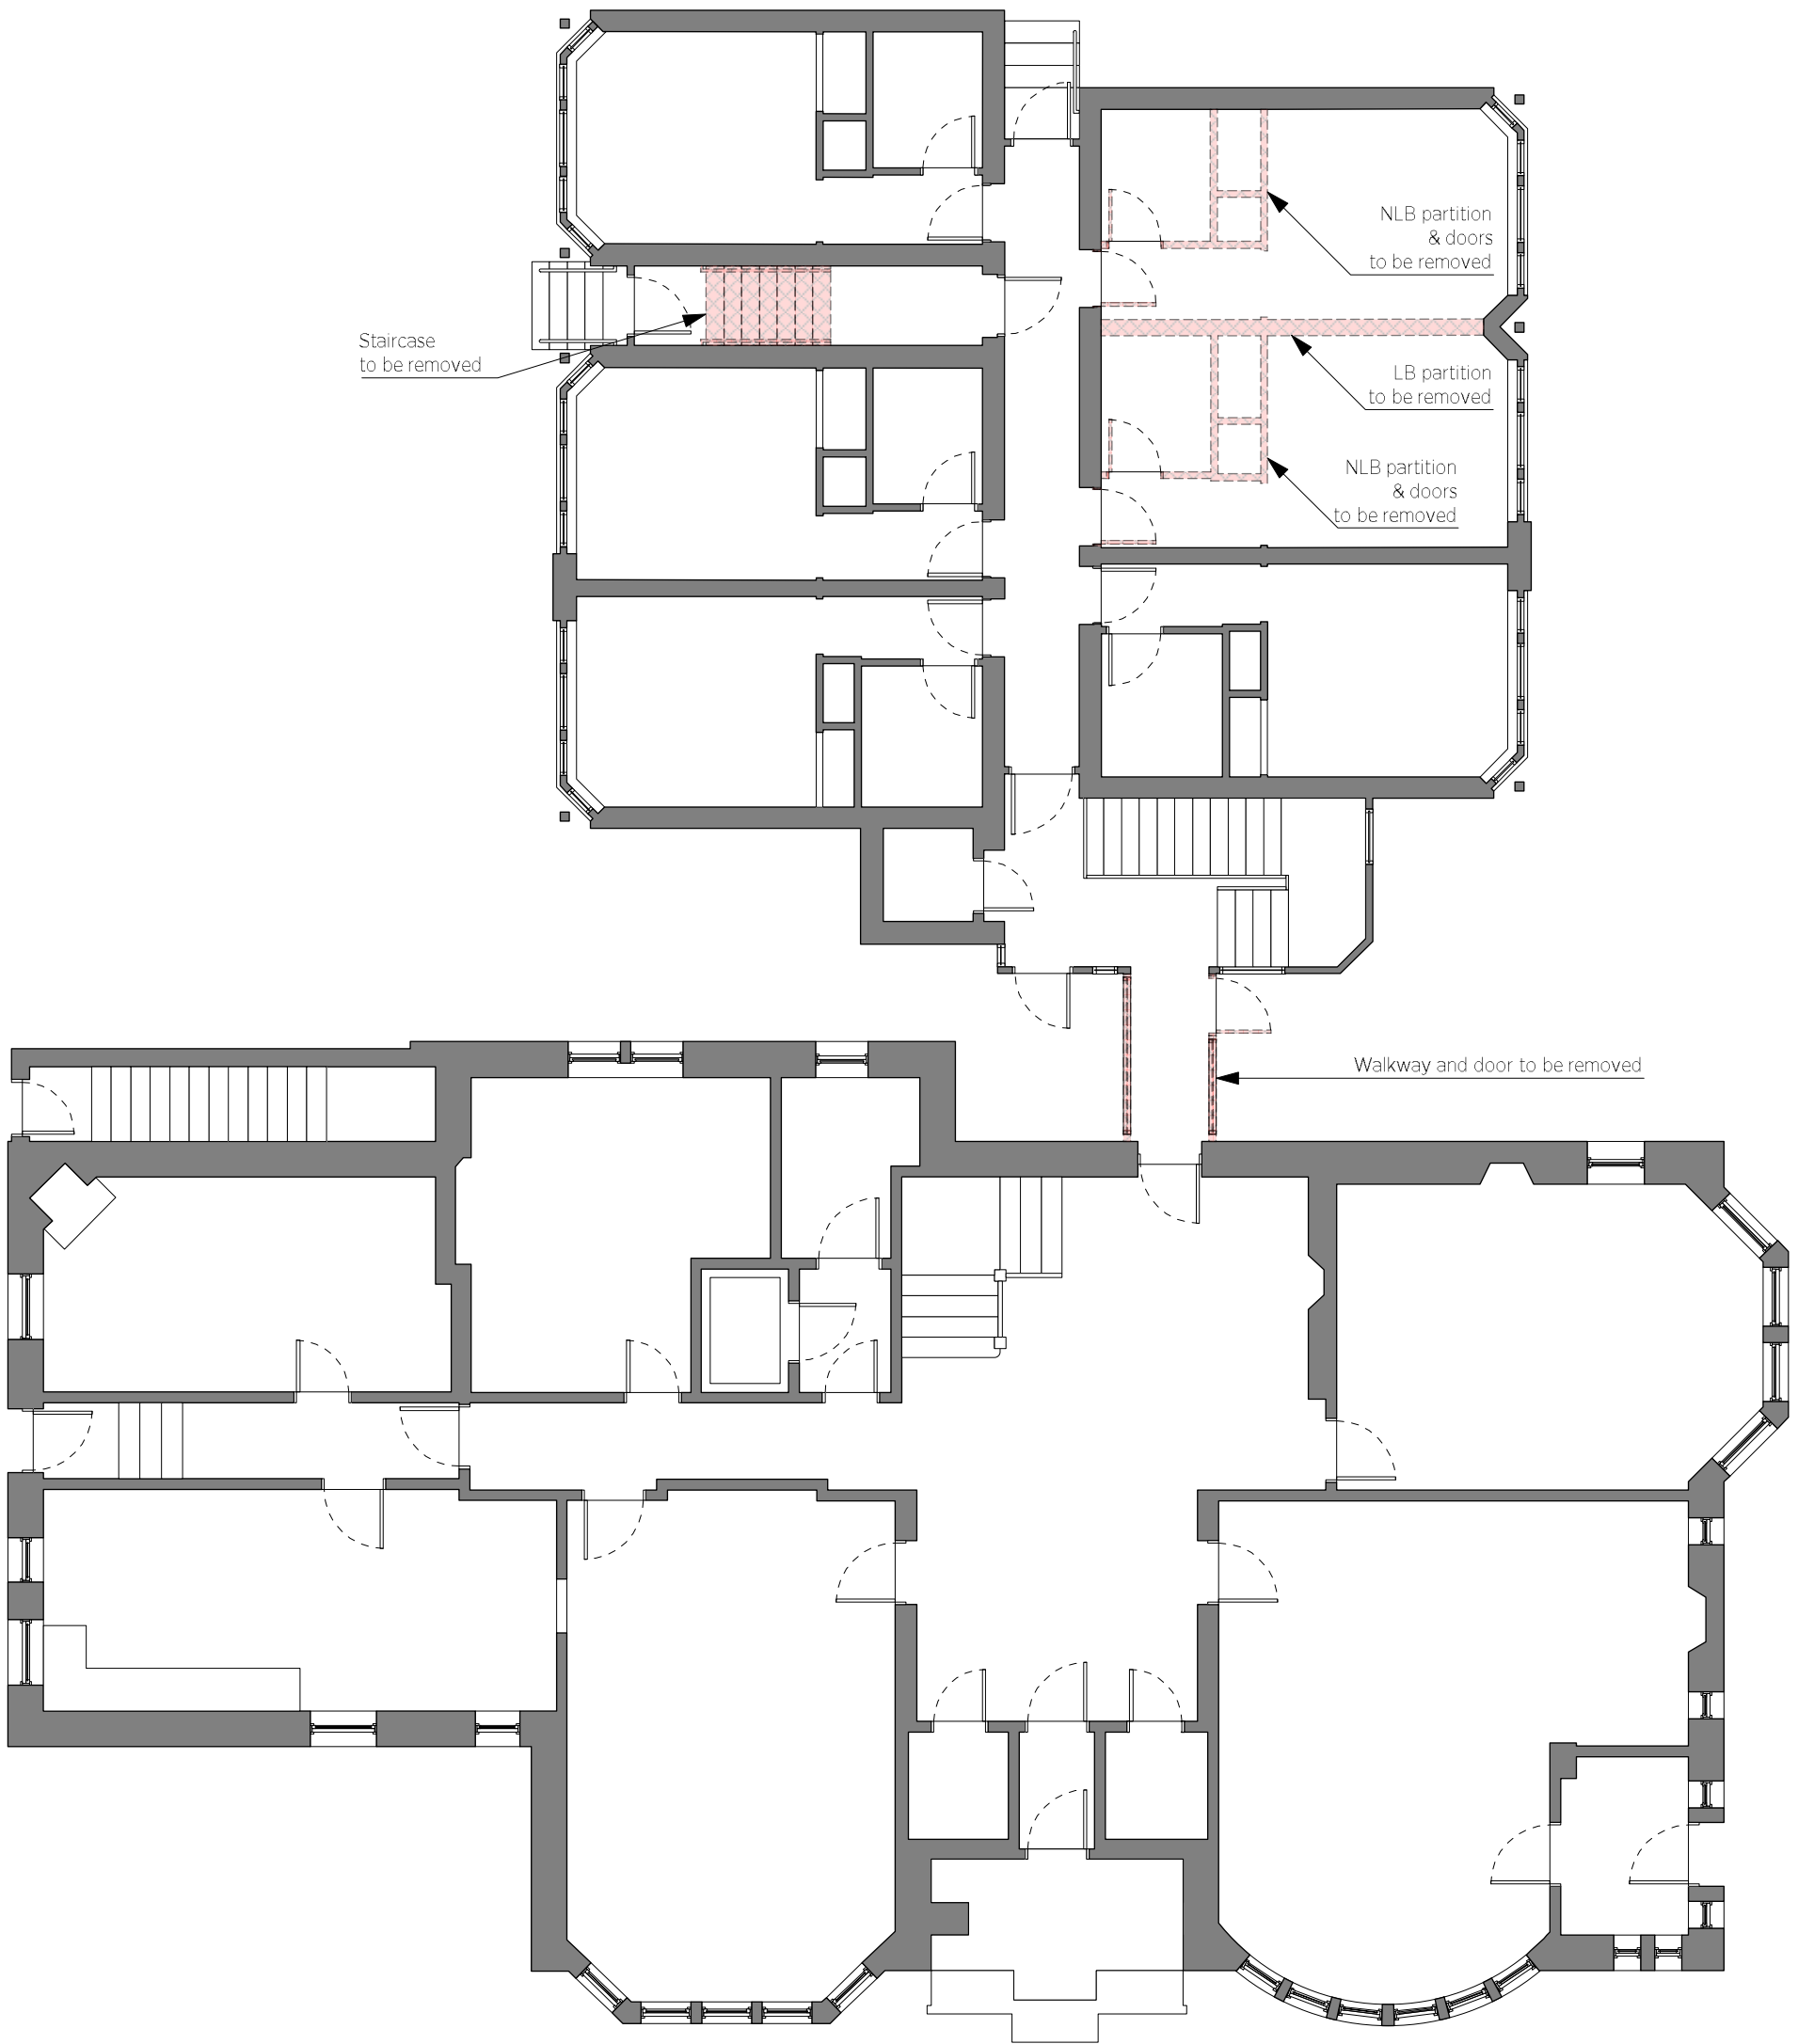 NLB partition
& doors
to be removed
Staircase
to be removed
LB partition
to be removed
NLB partition
& doors
to be removed
Walkway and door to be removed